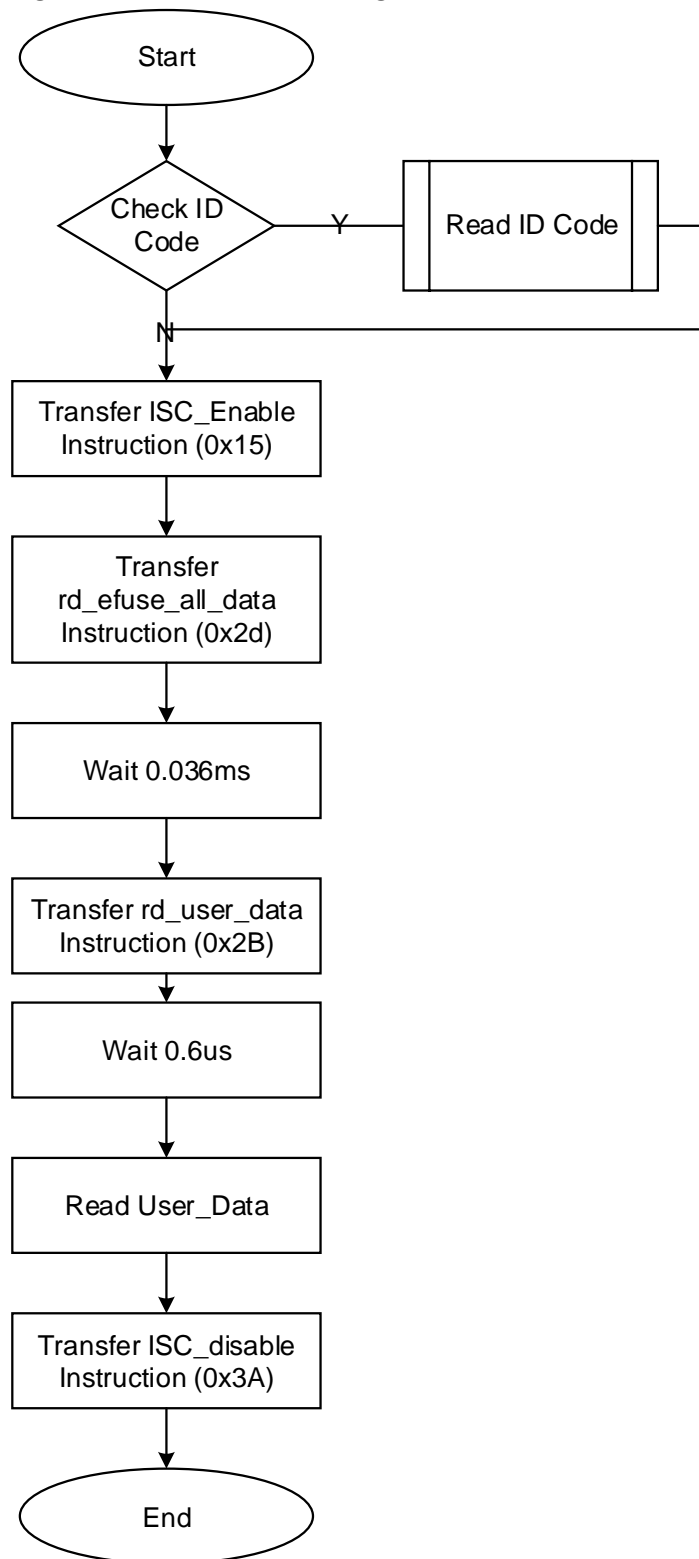 Start
Check ID
Code
Y
Read ID Code
N
Transfer ISC_Enable
Instruction (0x15)
Transfer
rd_efuse_all_data
Instruction (0x2d)
Wait 0.036ms
Transfer rd_user_data
Instruction (0x2B)
Wait 0.6us
Read User_Data
Transfer ISC_disable
Instruction (0x3A)
End